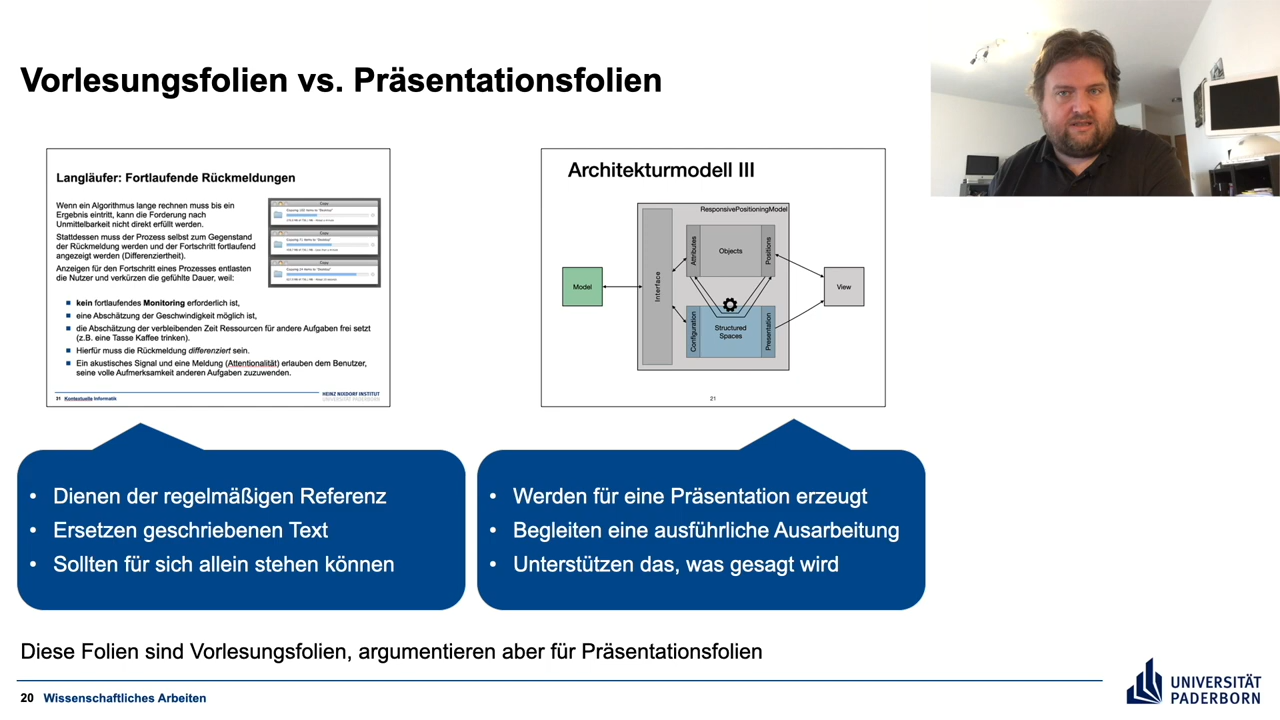 Vorlesungsfolien vs. Präsentationsfolien
Langläufer: Fortlaufende Rückmeldungen
Wenn ein Algorithmus lange rechnen muss bis ein
Ergebnis eintritt, kann die Forderung nach
Unmittelbarkeit nicht direkt erfüllt werden.
Stattdessen muss der Prozess selbst zum Gegenstand
der Rückmeldung werden und der Fortschritt fortlaufend
angezeigt werden (Differenziertheit).
Anzeigen für den Fortschritt eines Prozesses entlasten
die Nutzer und verkürzen die gefühlte Dauer, weil:
■ kein fortlaufendes Monitoring erforderlich ist,
■ eine Abschätzung der Geschwindigkeit möglich ist,
■ die Abschätzung der verbleibenden Zeit Ressourcen für andere Aufgaben frei setzt
(z.B. eine Tasse Kaffee trinken).
■ Hierfür muss die Rückmeldung differenziert sein.
■ Ein akustisches Signal und eine Meldung (Attentionalität) erlauben dem Benutzer,
seine volle Aufmerksamkeit anderen Aufgaben zuzuwenden.
Copy
Copy
Copy
31 Kontextuelle Informatik
HEINZ NIXDORF INSTITUT
UNIVERSITÄT PADERBORN
Architekturmodell III
ResponsivePositioningModel
Model
Interface
Attributes
Objects
Positions
Configuration
Structured
Spaces
Presentation
View
21
• Dienen der regelmäßigen Referenz
• Ersetzen geschriebenen Text
• Sollten für sich allein stehen können
• Werden für eine Präsentation erzeugt
• Begleiten eine ausführliche Ausarbeitung
• Unterstützen das, was gesagt wird
Diese Folien sind Vorlesungsfolien, argumentieren aber für Präsentationsfolien
20 Wissenschaftliches Arbeiten
UNIVERSITÄT
PADERBORN